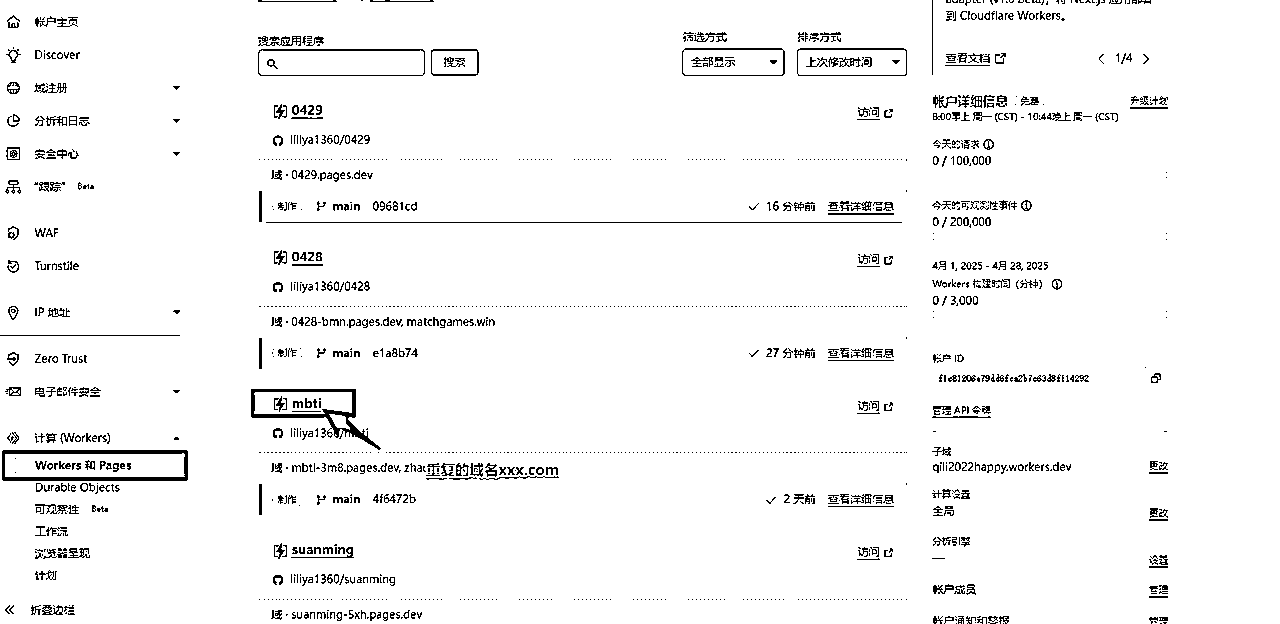 帐户主页
Discover
域注册
分析和日志
安全中心
"跟踪" Beta
WAF
Turnstile
IP 地址
Zero Trust
电子邮件安全
计算 (Workers)
Workers 和 Pages
Durable Objects
可观察性 Beta
工作流
浏览器呈现
计划
折叠边栏
搜索应用程序
搜索
筛选方式
全部显示
排序方式
上次修改时间
0429
访问
liliya1360/0429
域 · 0429.pages.dev
制作 main 09681cd
16 分钟前 查看详细信息
0428
访问
liliya1360/0428
域 · 0428-bmn.pages.dev, matchgames.win
制作 main e1a8b74
27 分钟前 查看详细信息
mbti
访问
liliya1360/mbti
域 · mbti-3m8.pages.dev, zha
重复的域名xxx.com
制作 main 4f6472b
2 天前 查看详细信息
suanming
访问
liliya1360/suanming
域 · suanming-5xh.pages.dev
到 Cloudflare Workers。
查看文档
1/4
帐户详细信息 免费
升级计划
8:00早上 周一 (CST) - 10:44晚上 周一 (CST)
今天的请求
0 / 100,000
今天的可观测性事件
0 / 200,000
4月 1, 2025 - 4月 28, 2025
Workers 构建时间（分钟）
0 / 3,000
帐户 ID
管理 API 令牌
子域
qili2022happy.workers.dev 更改
计算设置
全局 更改
分析引擎
— 设置
帐户成员 管理
帐户通知和警报 管理